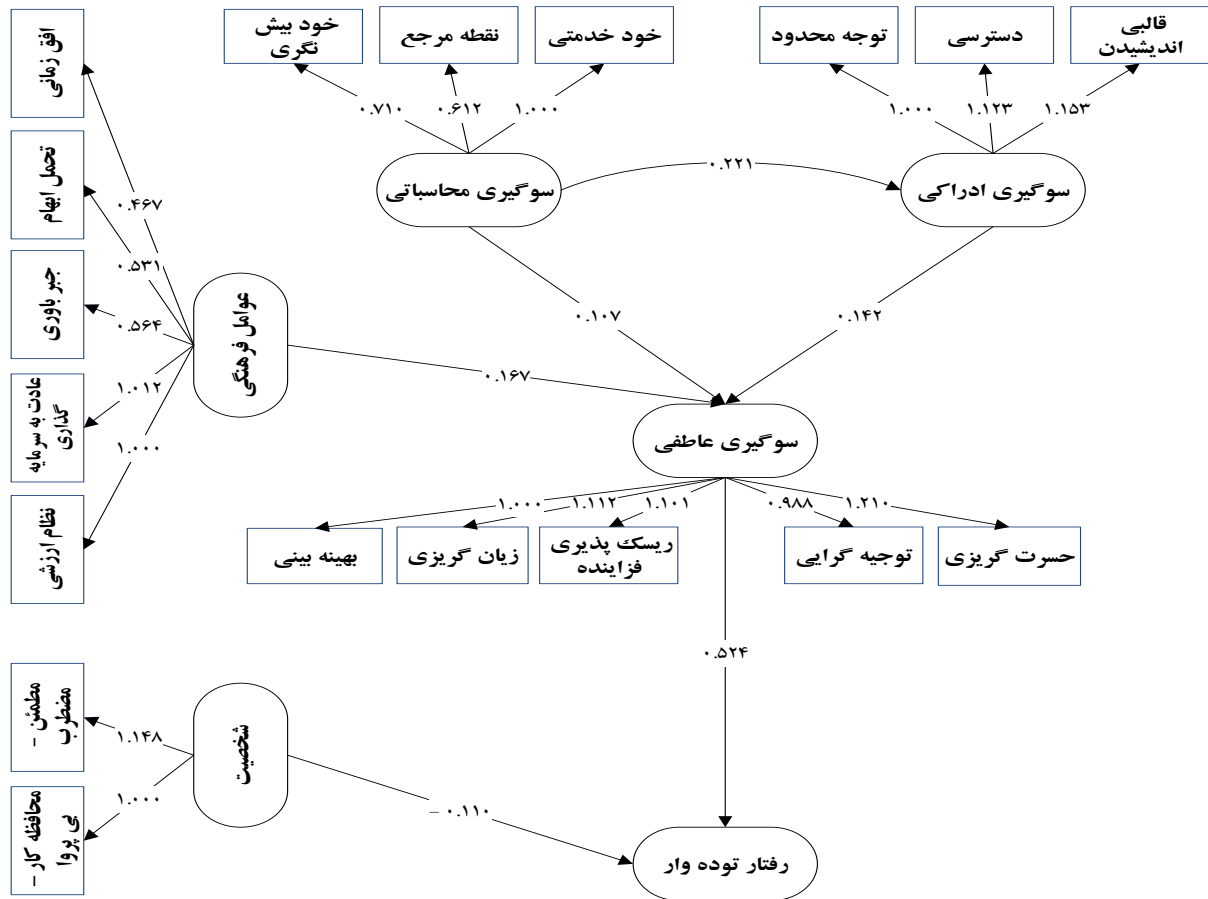 خود بیش
نگری
نقطه مرجع
خود خدمتی
توجه محدود
دسترسی
قالبی
اندیشیدن
۰.۷۱۰
۰.۶۱۲
۱.۰۰۰
۱.۰۰۰
۱.۱۲۳
۱.۱۵۳
سوگیری محاسباتی
۰.۲۲۱
سوگیری ادراکی
افق زمانی
تحمل ابهام
جبر باوری
عادت به سرمایه
گذاری
نظام ارزشی
۰.۴۶۷
۰.۵۳۱
۰.۵۶۴
۱.۰۱۲
۱.۰۰۰
عوامل فرهنگی
۰.۱۰۷
۰.۱۴۲
۰.۱۶۷
سوگیری عاطفی
۱.۰۰۰
۱.۱۱۲
۱.۱۰۱
۰.۹۸۸
۱.۲۱۰
بهینه بینی
زیان گریزی
ریسک پذیری
فزاینده
توجیه گرایی
حسرت گریزی
۰.۵۲۴
مطمئن -
مضطرب
محافظه کار -
بی پروا
۱.۱۴۸
۱.۰۰۰
شخصیت
- ۰.۱۱۰
رفتار توده وار